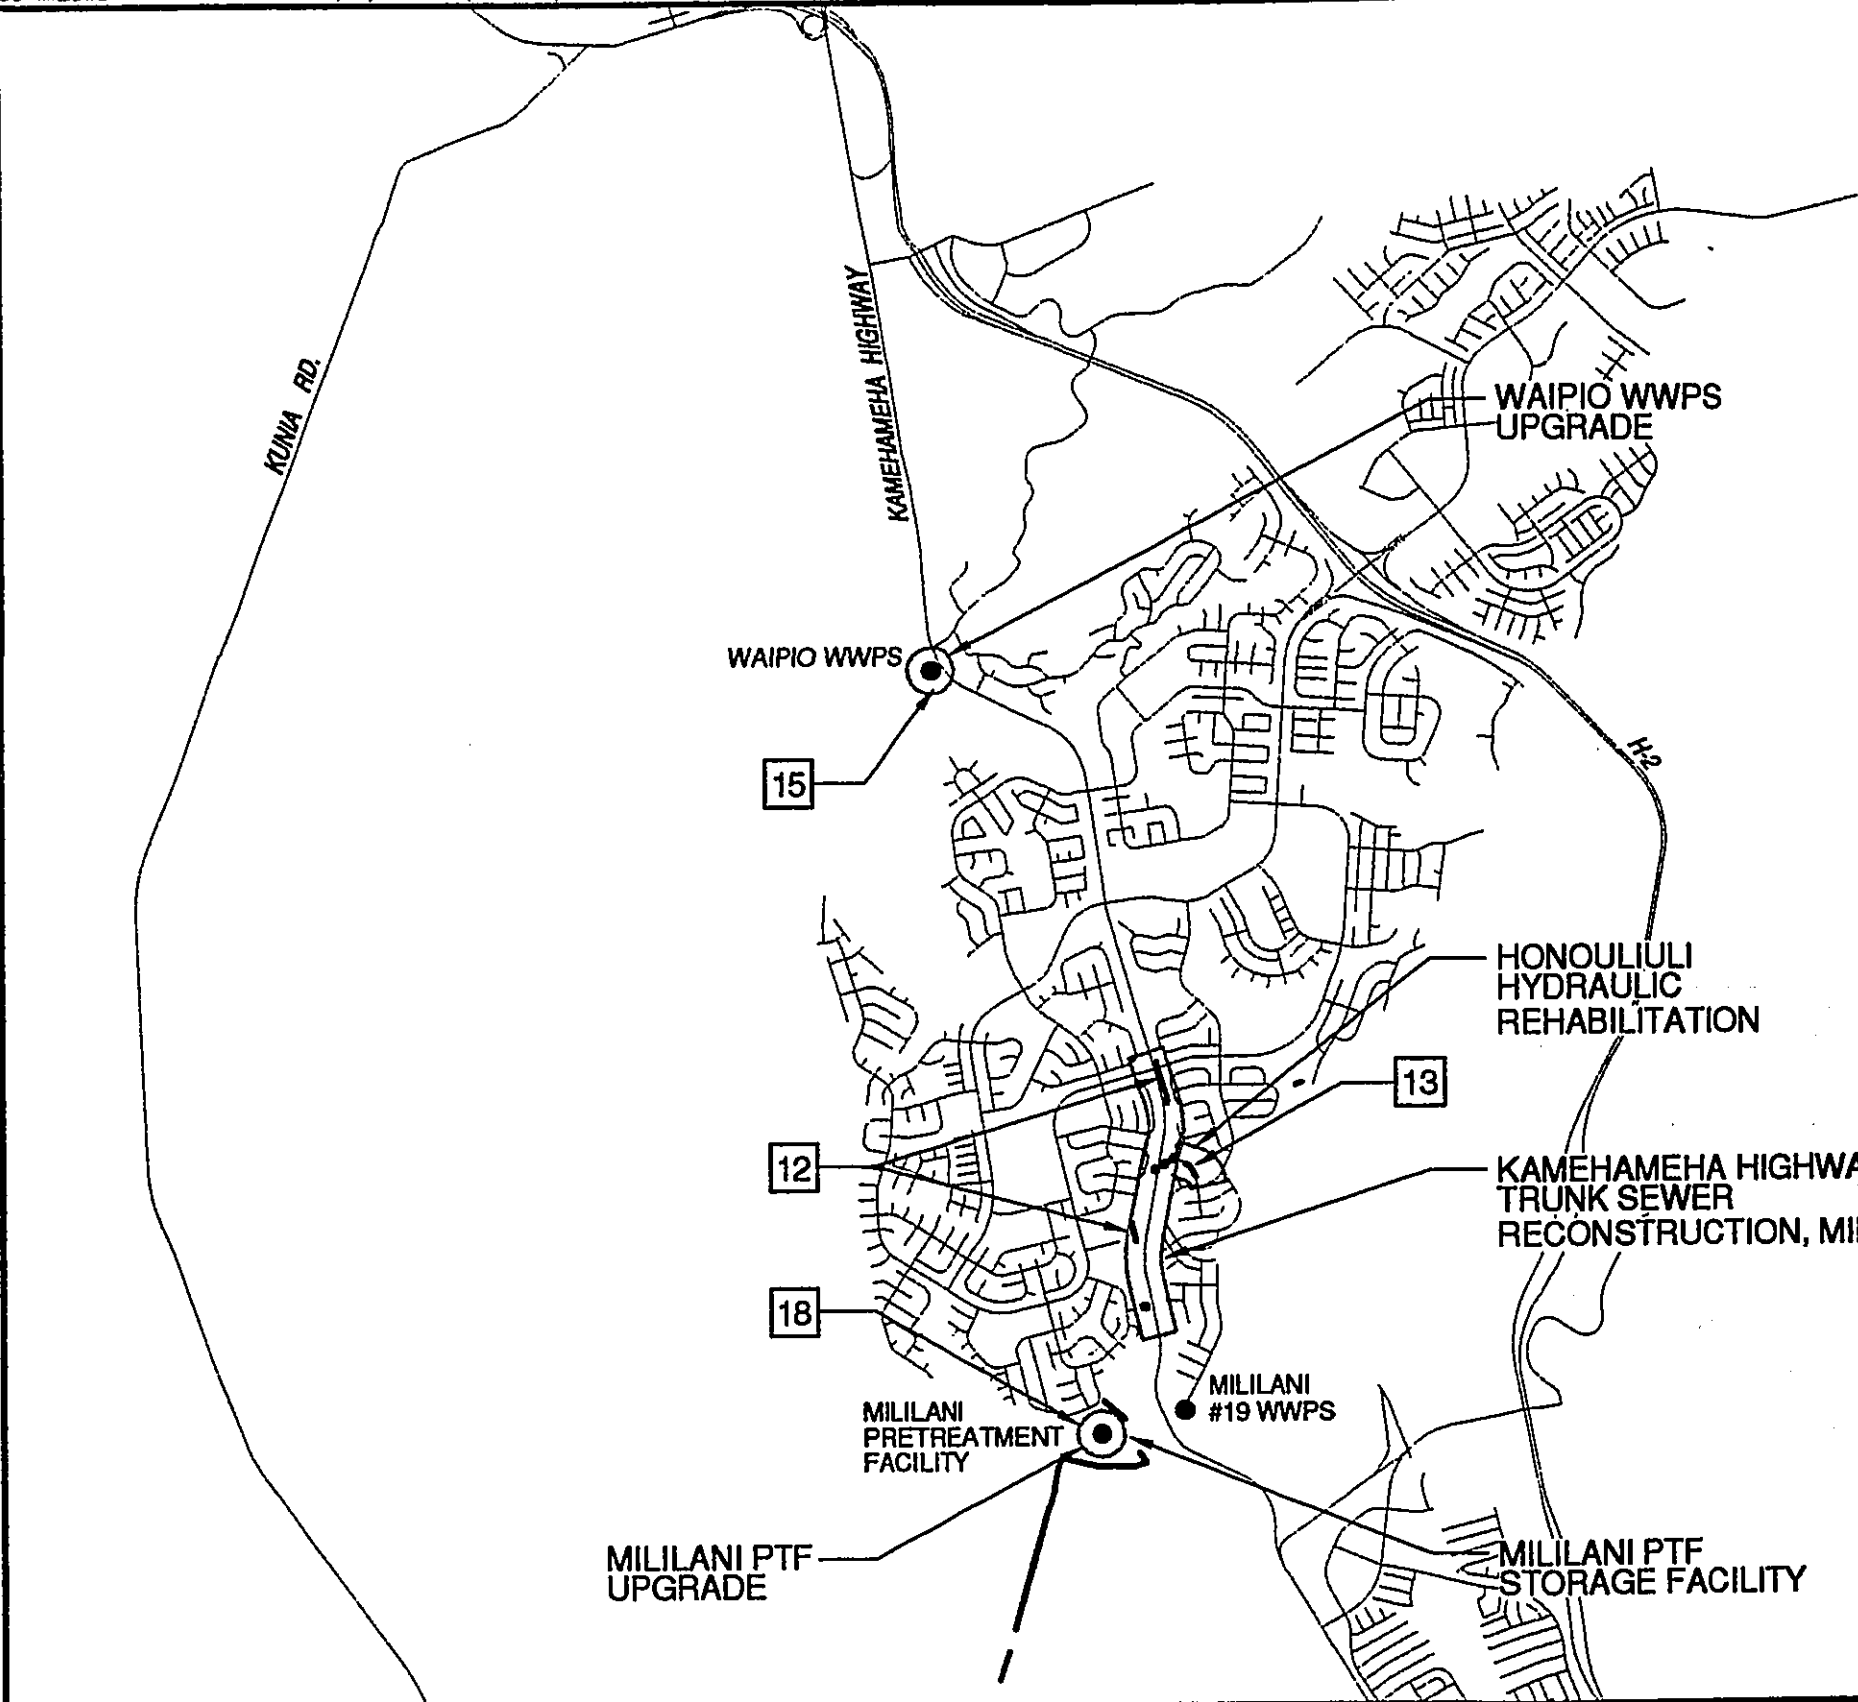 KAMEHAMEHA HIGHWAY
KUNIA RD.
WAIPIO WWPS
UPGRADE
WAIPIO WWPS
15
H-2
HONOULIULI
HYDRAULIC
REHABILITATION
13
12
KAMEHAMEHA HIGHWA
TRUNK SEWER
RECONSTRUCTION, MI
18
MILILANI
#19 WWPS
MILILANI
PRETREATMENT
FACILITY
MILILANI PTF
UPGRADE
MILILANI PTF
STORAGE FACILITY